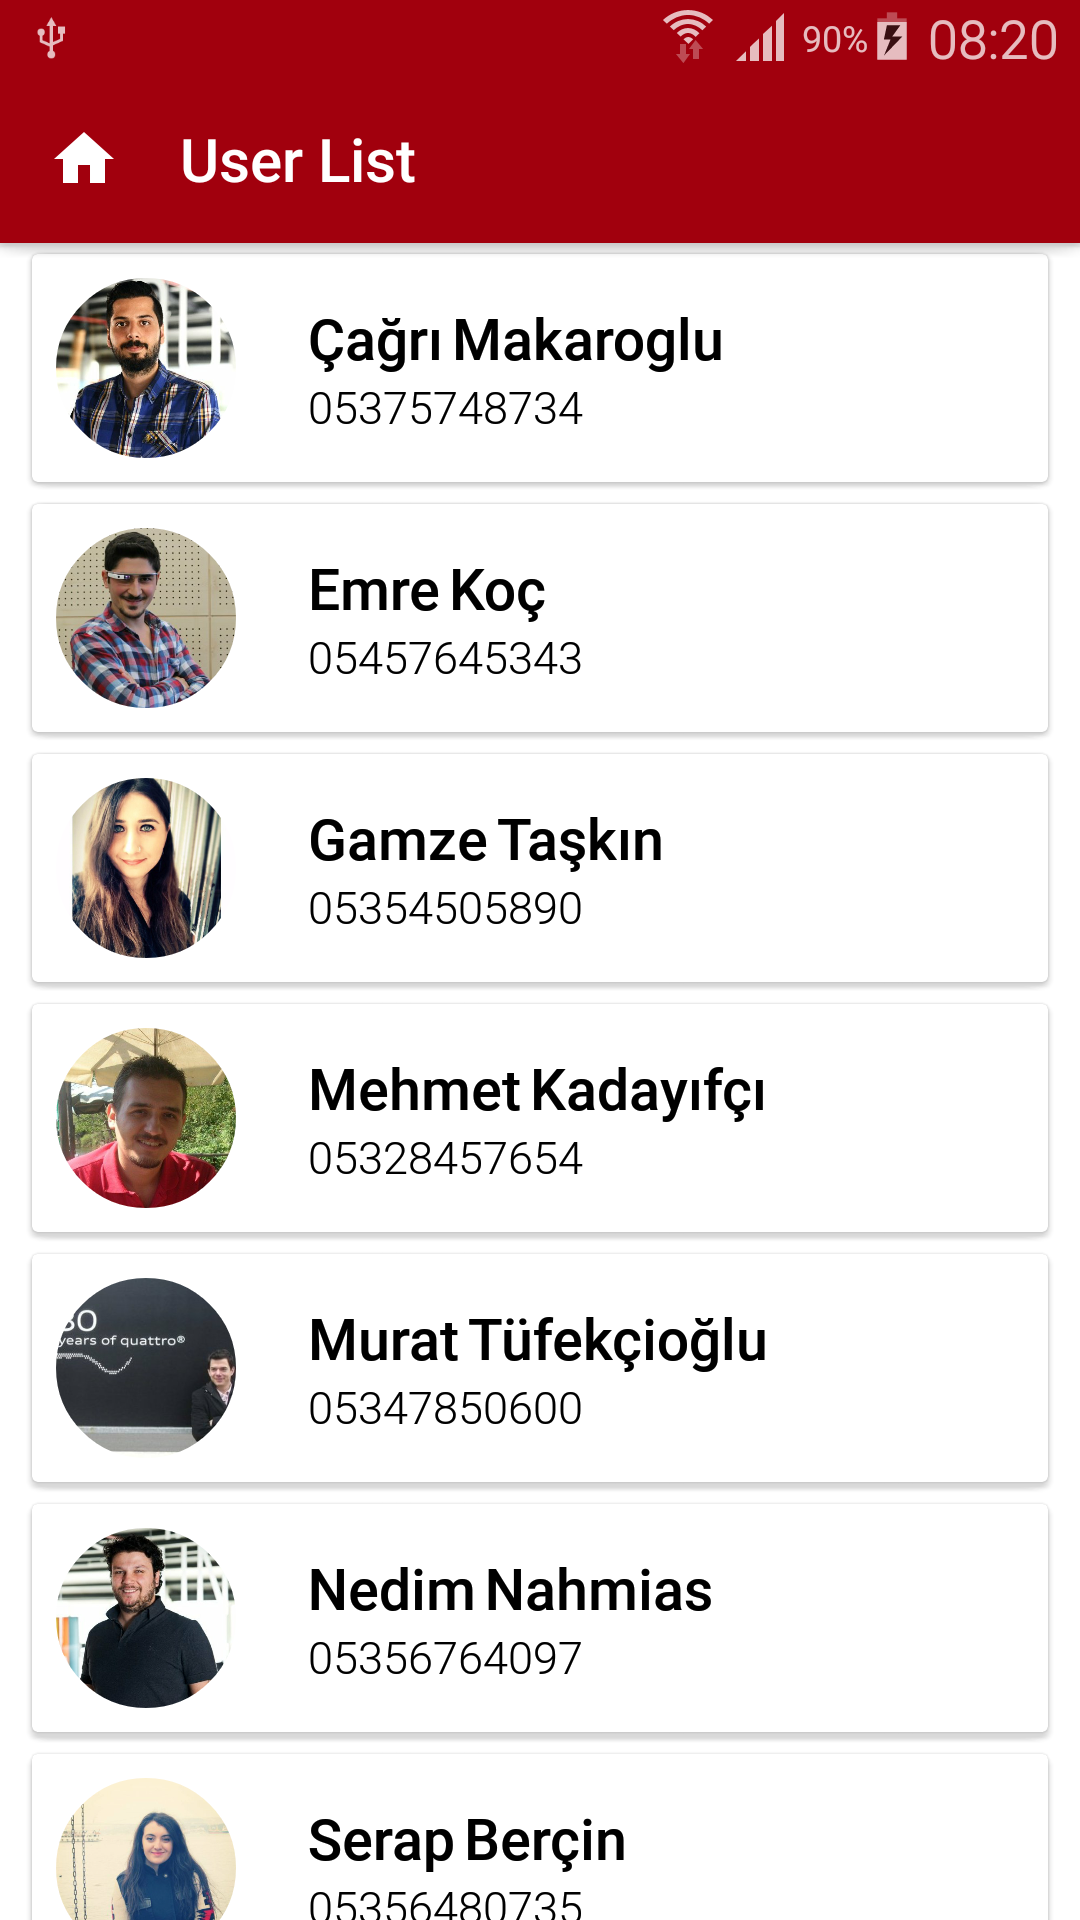 90% 08:20
User List
Çağrı Makaroglu
05375748734
Emre Koç
05457645343
Gamze Taşkın
05354505890
Mehmet Kadayıfçı
05328457654
30
years of quattro®
Murat Tüfekçioğlu
05347850600
Nedim Nahmias
05356764097
Serap Berçin
05356480735